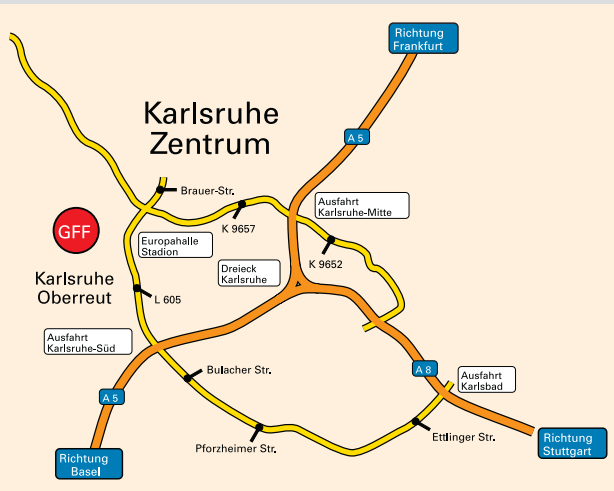 Richtung
Frankfurt
Karlsruhe
Zentrum
A 5
Brauer-Str.
Ausfahrt
Karlsruhe-Mitte
K 9657
GFF
Europahalle
Stadion
K 9652
Dreieck
Karlsruhe
Karlsruhe
Oberreut
L 605
Ausfahrt
Karlsruhe-Süd
Bulacher Str.
A 8
Ausfahrt
Karlsbad
A 5
Ettlinger Str.
Pforzheimer Str.
Richtung
Stuttgart
Richtung
Basel